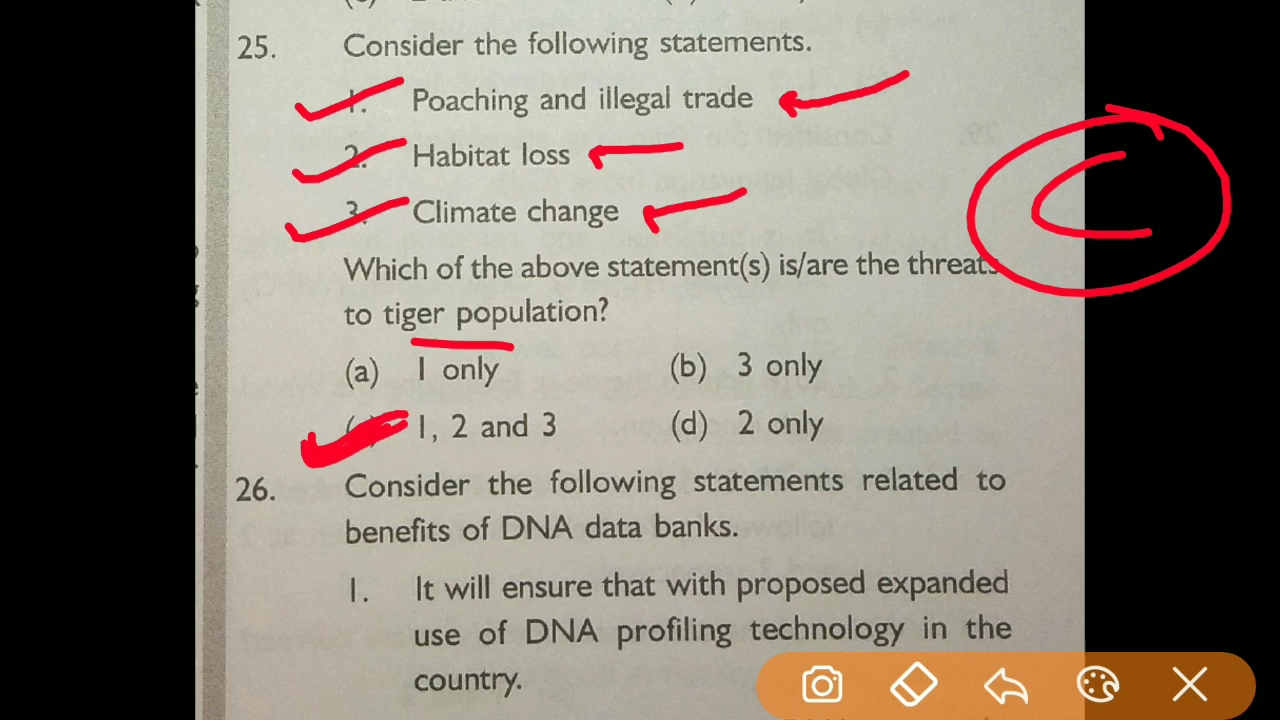 25. Consider the following statements.
1. Poaching and illegal trade
2. Habitat loss
3. Climate change
Which of the above statement(s) is/are the threats
to tiger population?
(a) 1 only (b) 3 only
1, 2 and 3 (d) 2 only
26. Consider the following statements related to
benefits of DNA data banks.
1. It will ensure that with proposed expanded
use of DNA profiling technology in the
country.
C